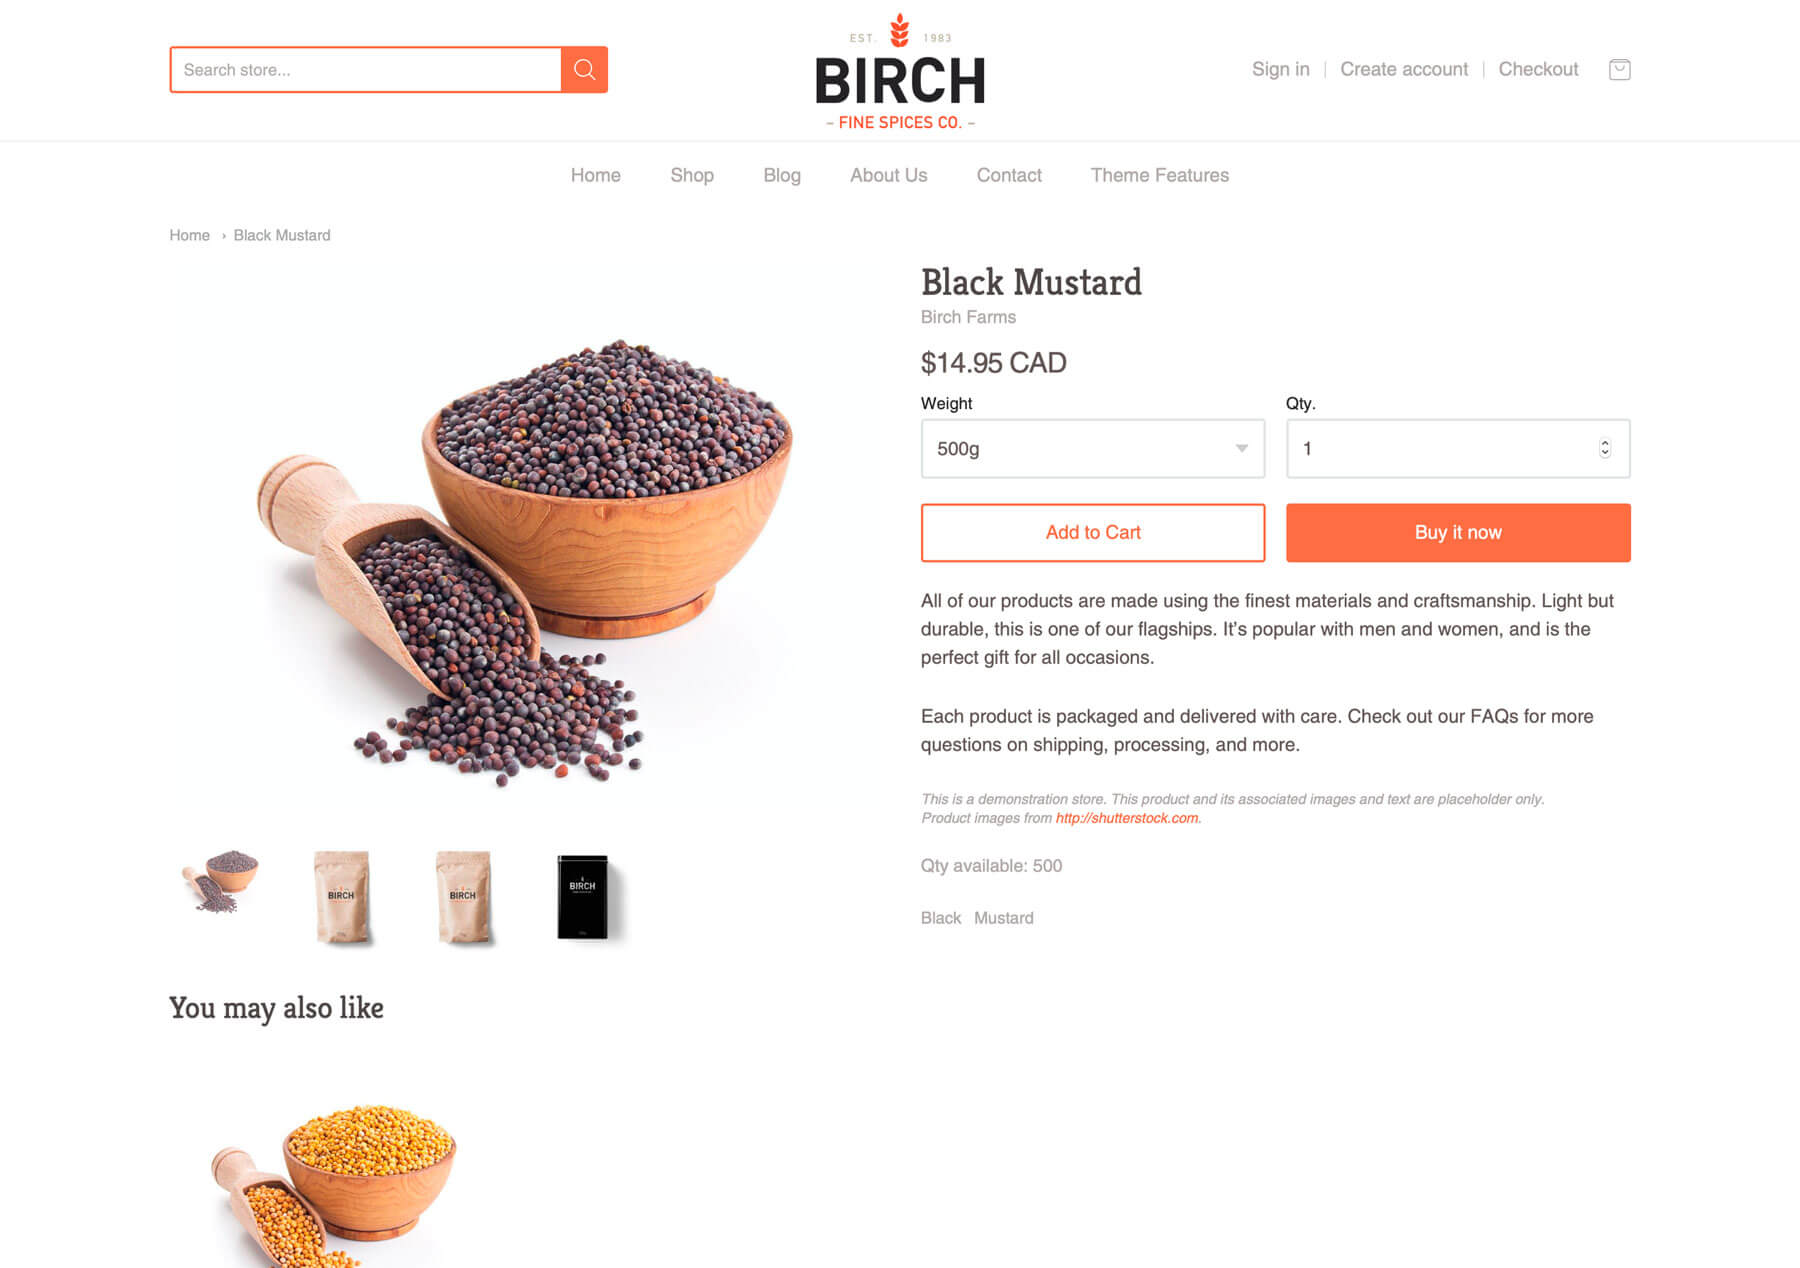 Search store...
EST. 1983
BIRCH
– FINE SPICES CO. –
Sign in | Create account | Checkout
Home Shop Blog About Us Contact Theme Features
Home › Black Mustard
Black Mustard
Birch Farms
$14.95 CAD
Weight Qty.
500g 1
Add to Cart Buy it now
All of our products are made using the finest materials and craftsmanship. Light but
durable, this is one of our flagships. It’s popular with men and women, and is the
perfect gift for all occasions.
Each product is packaged and delivered with care. Check out our FAQs for more
questions on shipping, processing, and more.
This is a demonstration store. This product and its associated images and text are placeholder only.
Product images from http://shutterstock.com.
Qty available: 500
Black Mustard
BIRCH BIRCH BIRCH
You may also like